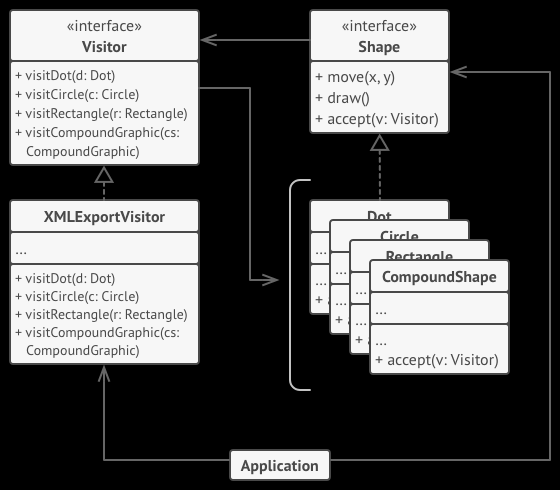 «interface»
Visitor
+ visitDot(d: Dot)
+ visitCircle(c: Circle)
+ visitRectangle(r: Rectangle)
+ visitCompoundGraphic(cs:
CompoundGraphic)
«interface»
Shape
+ move(x, y)
+ draw()
+ accept(v: Visitor)
XMLExportVisitor
...
+ visitDot(d: Dot)
+ visitCircle(c: Circle)
+ visitRectangle(r: Rectangle)
+ visitCompoundGraphic(cs:
CompoundGraphic)
Dot
...
...
+ a
Circle
...
...
+ a
Rectangle
...
...
+ a
CompoundShape
...
...
+ accept(v: Visitor)
Application